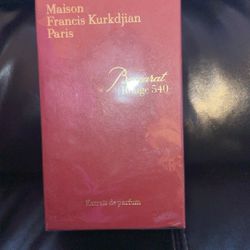 Maison
Francis Kurkdjian
Paris
Baccarat
Rouge 540
Extrait de parfum